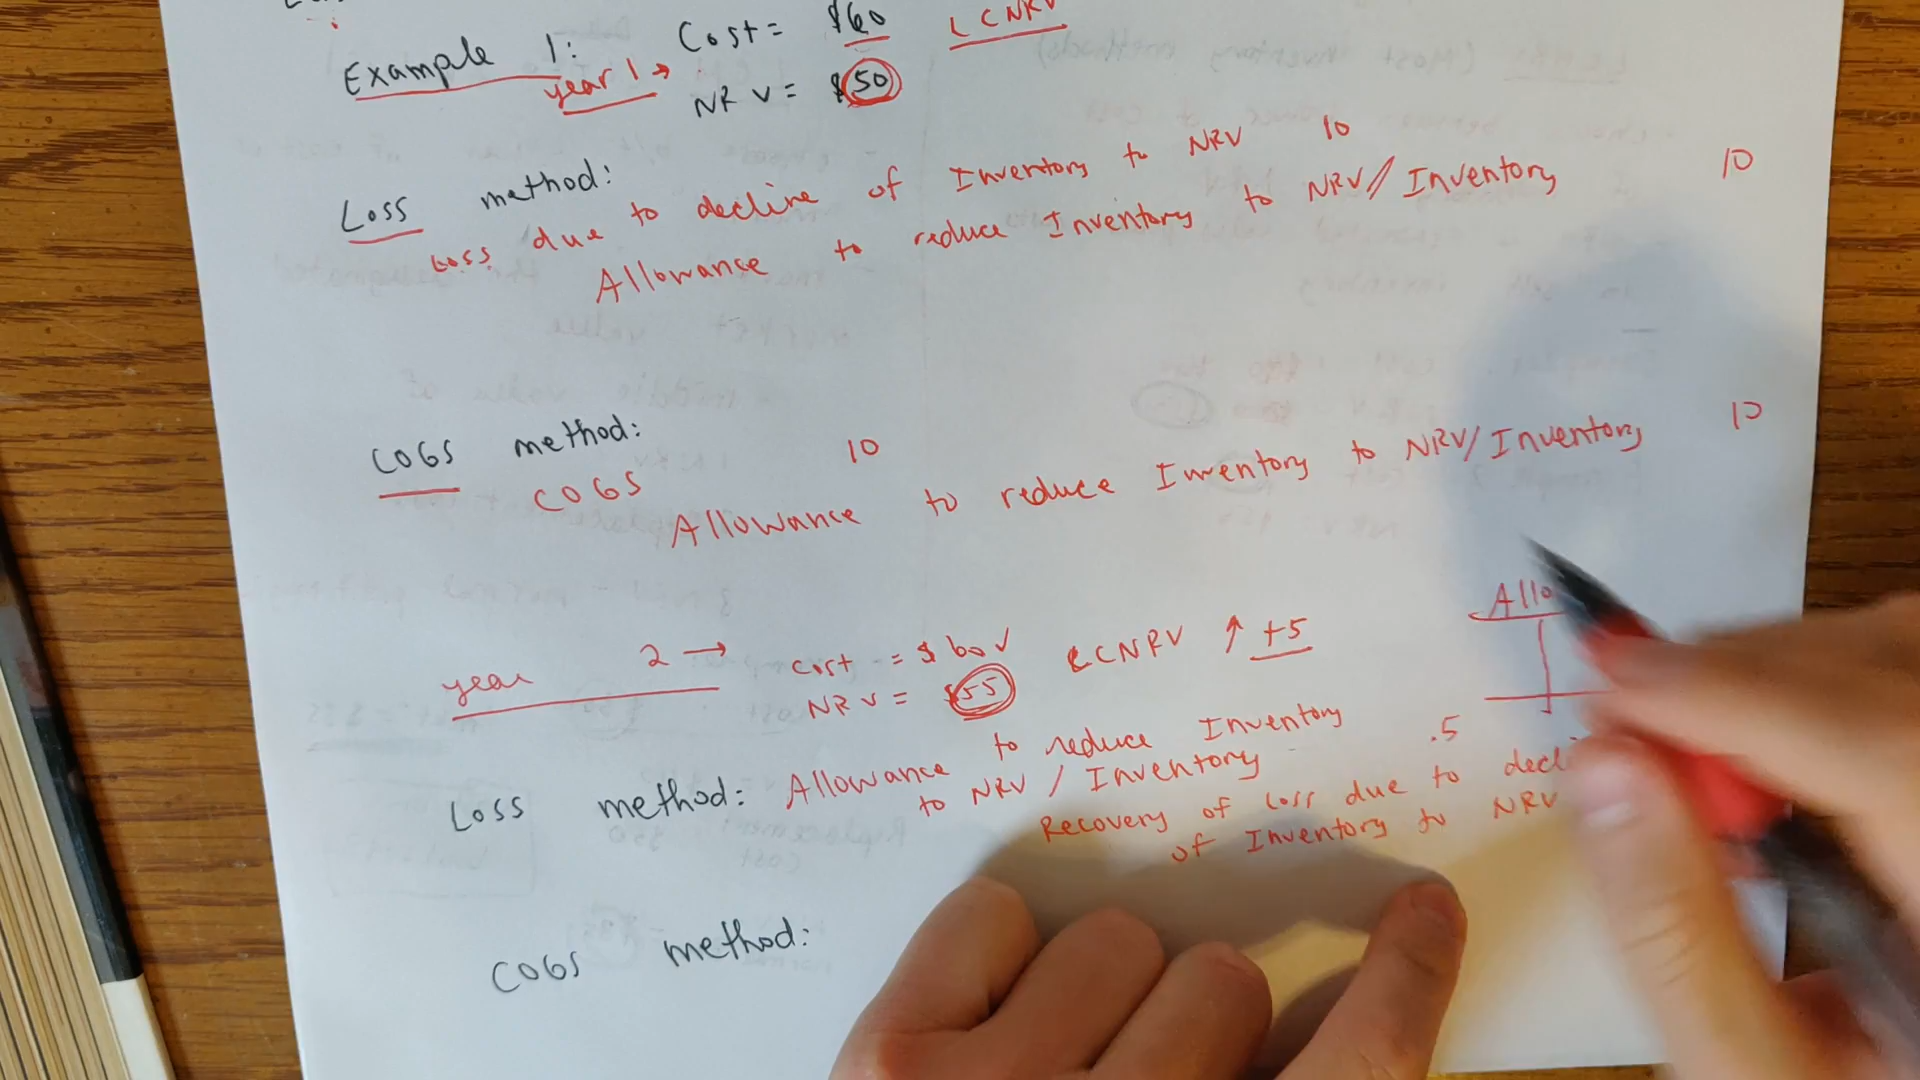 Example 1: Cost = $60 LCNRV
year 1 → NRV = $50
Loss method:
Loss due to decline of Inventory to NRV 10
Allowance to reduce Inventory to NRV/Inventory 10
COGS method:
COGS 10
Allowance to reduce Inventory to NRV/Inventory 10
year 2 → cost = $60 ✓ LCNRV ↑ +5
NRV = $55
Allo
Loss method: Allowance to reduce Inventory .5
to NRV / Inventory
Recovery of Loss due to decli
of Inventory to NRV
COGS method: